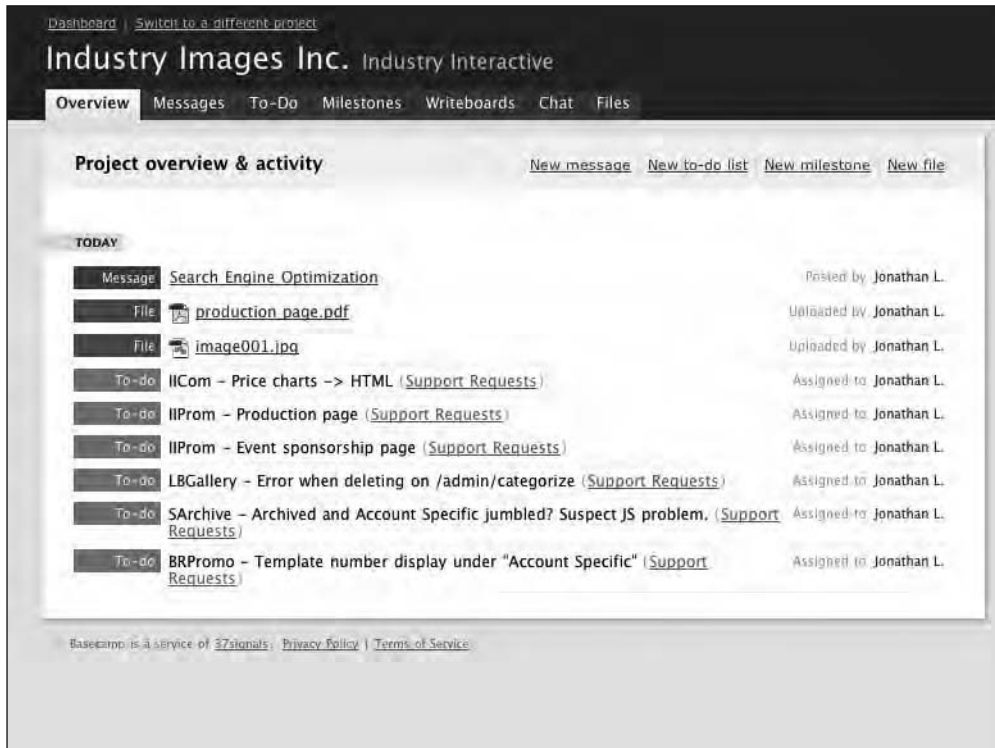 Dashboard | Switch to a different project
Industry Images Inc. Industry Interactive
Overview Messages To-Do Milestones Writeboards Chat Files
Project overview & activity New message New to-do list New milestone New file
TODAY
Message Search Engine Optimization Posted by Jonathan L.
File production page.pdf Uploaded by Jonathan L.
File image001.jpg Uploaded by Jonathan L.
To-do IICom – Price charts –> HTML (Support Requests) Assigned to Jonathan L.
To-do IIProm – Production page (Support Requests) Assigned to Jonathan L.
To-do IIProm – Event sponsorship page (Support Requests) Assigned to Jonathan L.
To-do LBGallery – Error when deleting on /admin/categorize (Support Requests) Assigned to Jonathan L.
To-do SArchive – Archived and Account Specific jumbled? Suspect JS problem. (Support Assigned to Jonathan L.
Requests)
To-do BRPromo – Template number display under "Account Specific" (Support Assigned to Jonathan L.
Requests)
Basecamp is a service of 37signals. Privacy Policy | Terms of Service